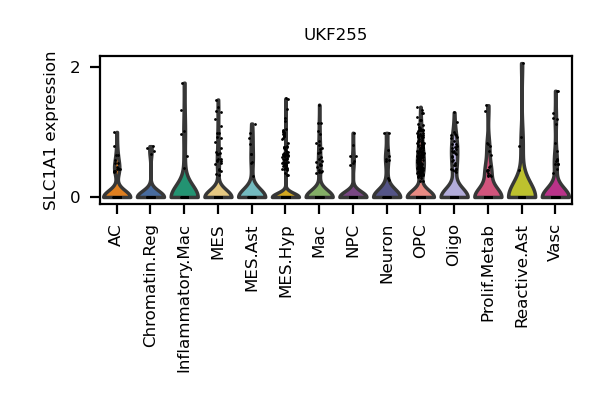 UKF255
SLC1A1 expression
2
0
AC
Chromatin.Reg
Inflammatory.Mac
MES
MES.Ast
MES.Hyp
Mac
NPC
Neuron
OPC
Oligo
Prolif.Metab
Reactive.Ast
Vasc